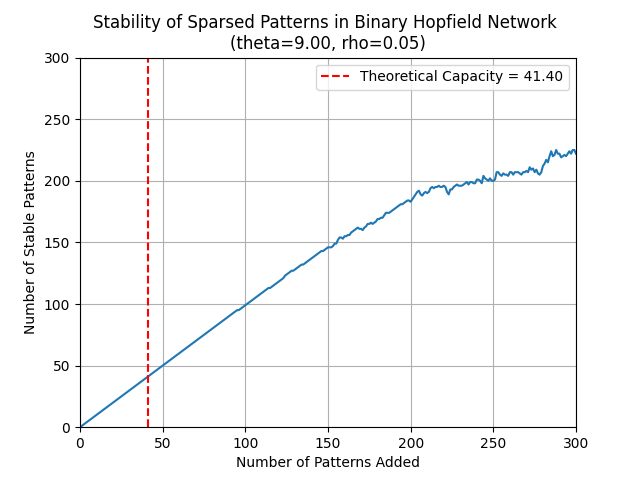 Stability of Sparsed Patterns in Binary Hopfield Network
(theta=9.00, rho=0.05)
Theoretical Capacity = 41.40
Number of Stable Patterns
300
250
200
150
100
50
0
0 50 100 150 200 250 300
Number of Patterns Added